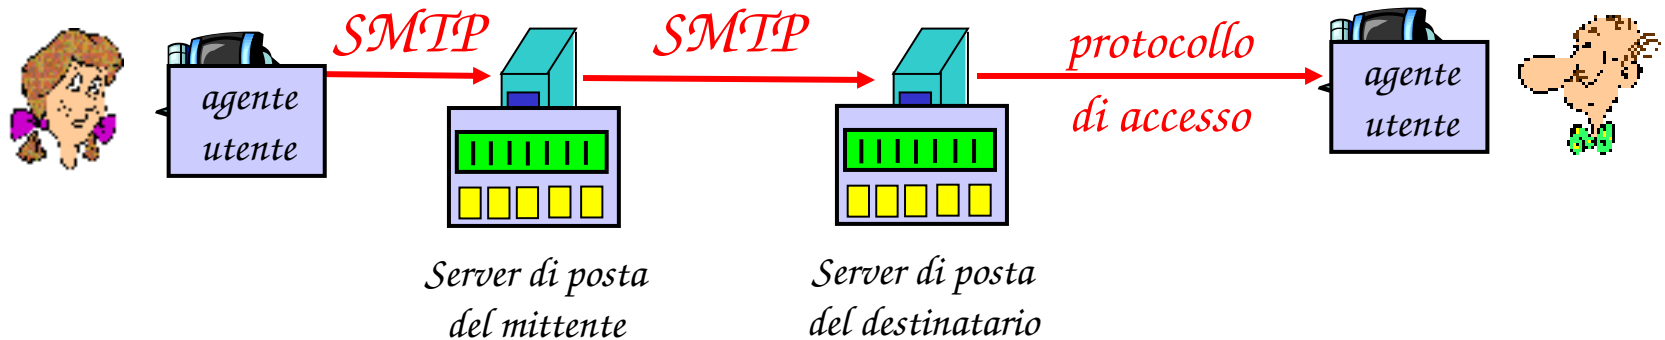 agente
utente
SMTP
Server di posta
del mittente
SMTP
Server di posta
del destinatario
protocollo
di accesso
agente
utente